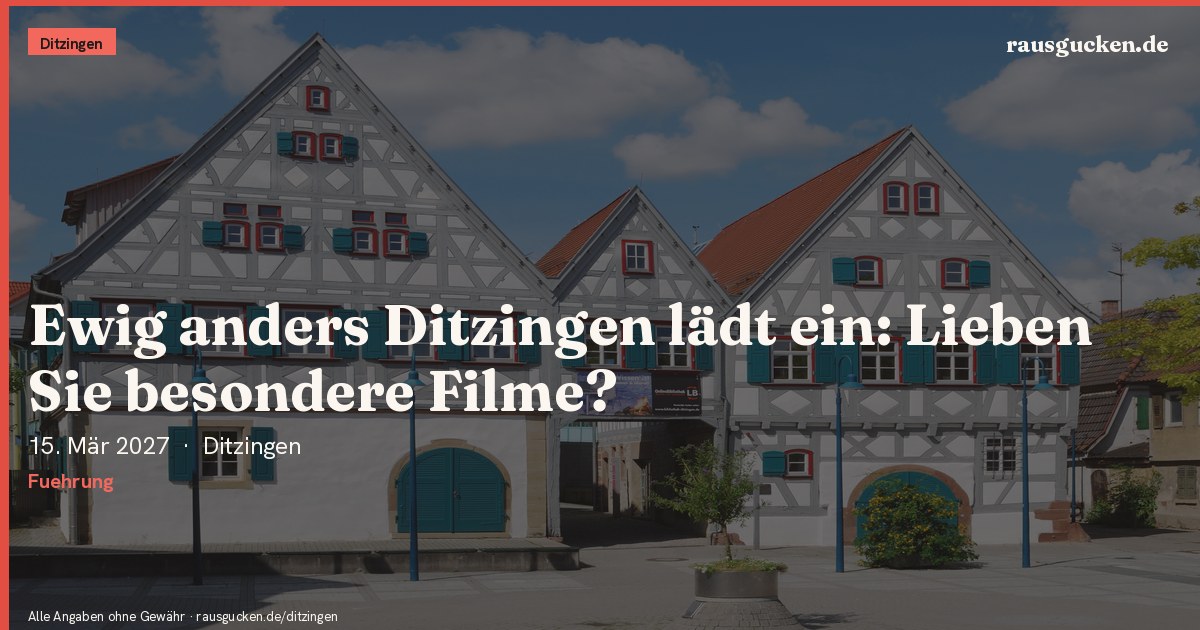 Ditzingen
rausgucken.de
Ewig anders Ditzingen lädt ein: Lieben
Sie besondere Filme?
LB
15. Mär 2027 · Ditzingen
Fuehrung
Alle Angaben ohne Gewähr · rausgucken.de/ditzingen